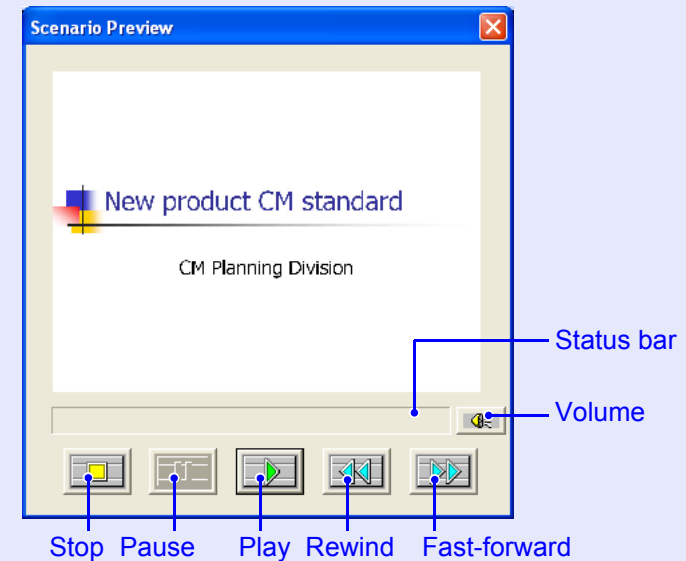 Scenario Preview
New product CM standard
CM Planning Division
Status bar
Volume
Stop Pause Play Rewind Fast-forward